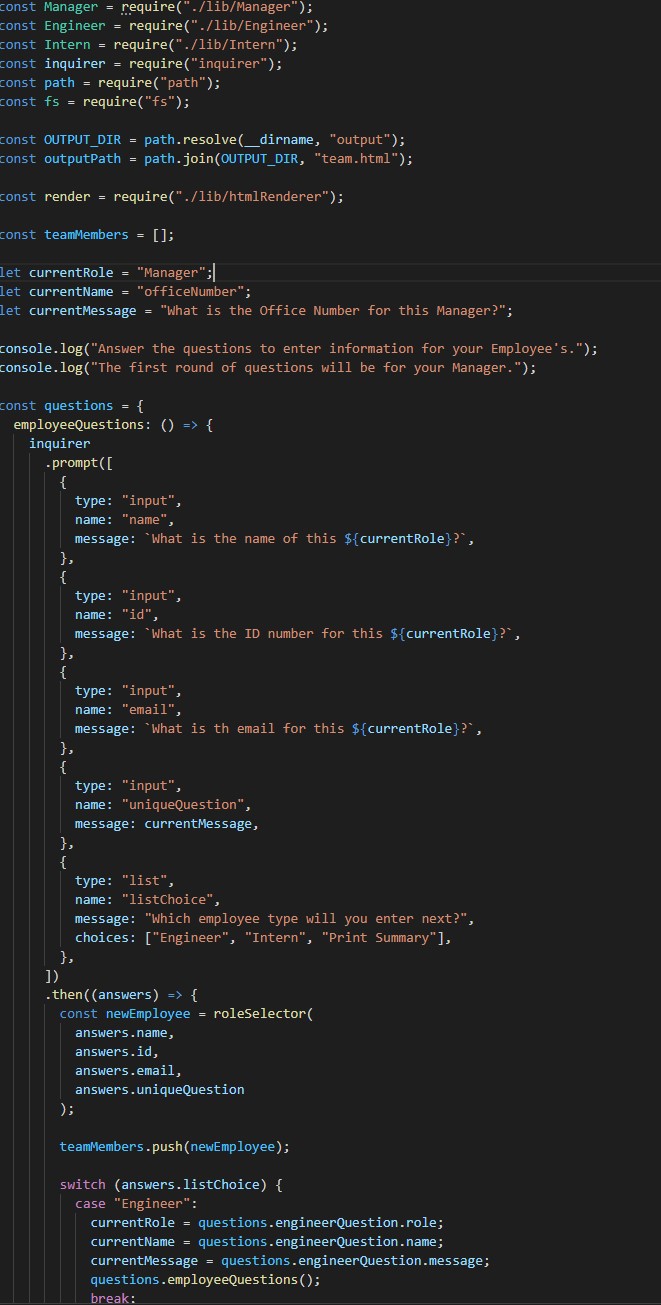 const Manager = require("./lib/Manager");
const Engineer = require("./lib/Engineer");
const Intern = require("./lib/Intern");
const inquirer = require("inquirer");
const path = require("path");
const fs = require("fs");

const OUTPUT_DIR = path.resolve(__dirname, "output");
const outputPath = path.join(OUTPUT_DIR, "team.html");

const render = require("./lib/htmlRenderer");

const teamMembers = [];

let currentRole = "Manager";
let currentName = "officeNumber";
let currentMessage = "What is the Office Number for this Manager?";

console.log("Answer the questions to enter information for your Employee's.");
console.log("The first round of questions will be for your Manager.");

const questions = {
  employeeQuestions: () => {
    inquirer
      .prompt([
        {
          type: "input",
          name: "name",
          message: `What is the name of this ${currentRole}?`,
        },
        {
          type: "input",
          name: "id",
          message: `What is the ID number for this ${currentRole}?`,
        },
        {
          type: "input",
          name: "email",
          message: `What is th email for this ${currentRole}?`,
        },
        {
          type: "input",
          name: "uniqueQuestion",
          message: currentMessage,
        },
        {
          type: "list",
          name: "listChoice",
          message: "Which employee type will you enter next?",
          choices: ["Engineer", "Intern", "Print Summary"],
        },
      ])
      .then((answers) => {
        const newEmployee = roleSelector(
          answers.name,
          answers.id,
          answers.email,
          answers.uniqueQuestion
        );

        teamMembers.push(newEmployee);

        switch (answers.listChoice) {
          case "Engineer":
            currentRole = questions.engineerQuestion.role;
            currentName = questions.engineerQuestion.name;
            currentMessage = questions.engineerQuestion.message;
            questions.employeeQuestions();
            break;